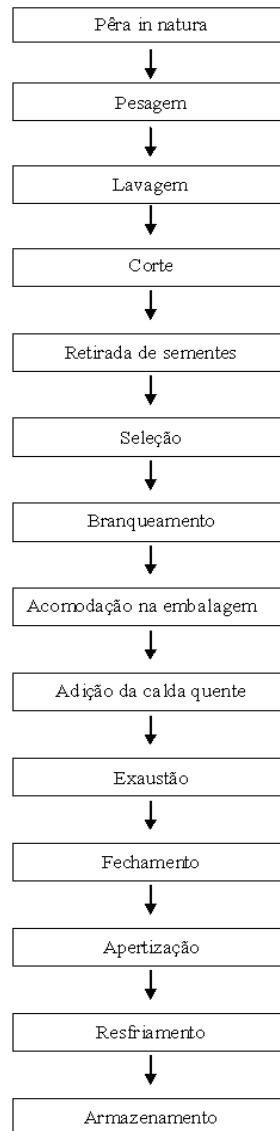 Pêra in natura
Pesagem
Lavagem
Corte
Retirada de sementes
Seleção
Branqueamento
Acomodação na embalagem
Adição da calda quente
Exaustão
Fechamento
Apertização
Resfriamento
Armazenamento